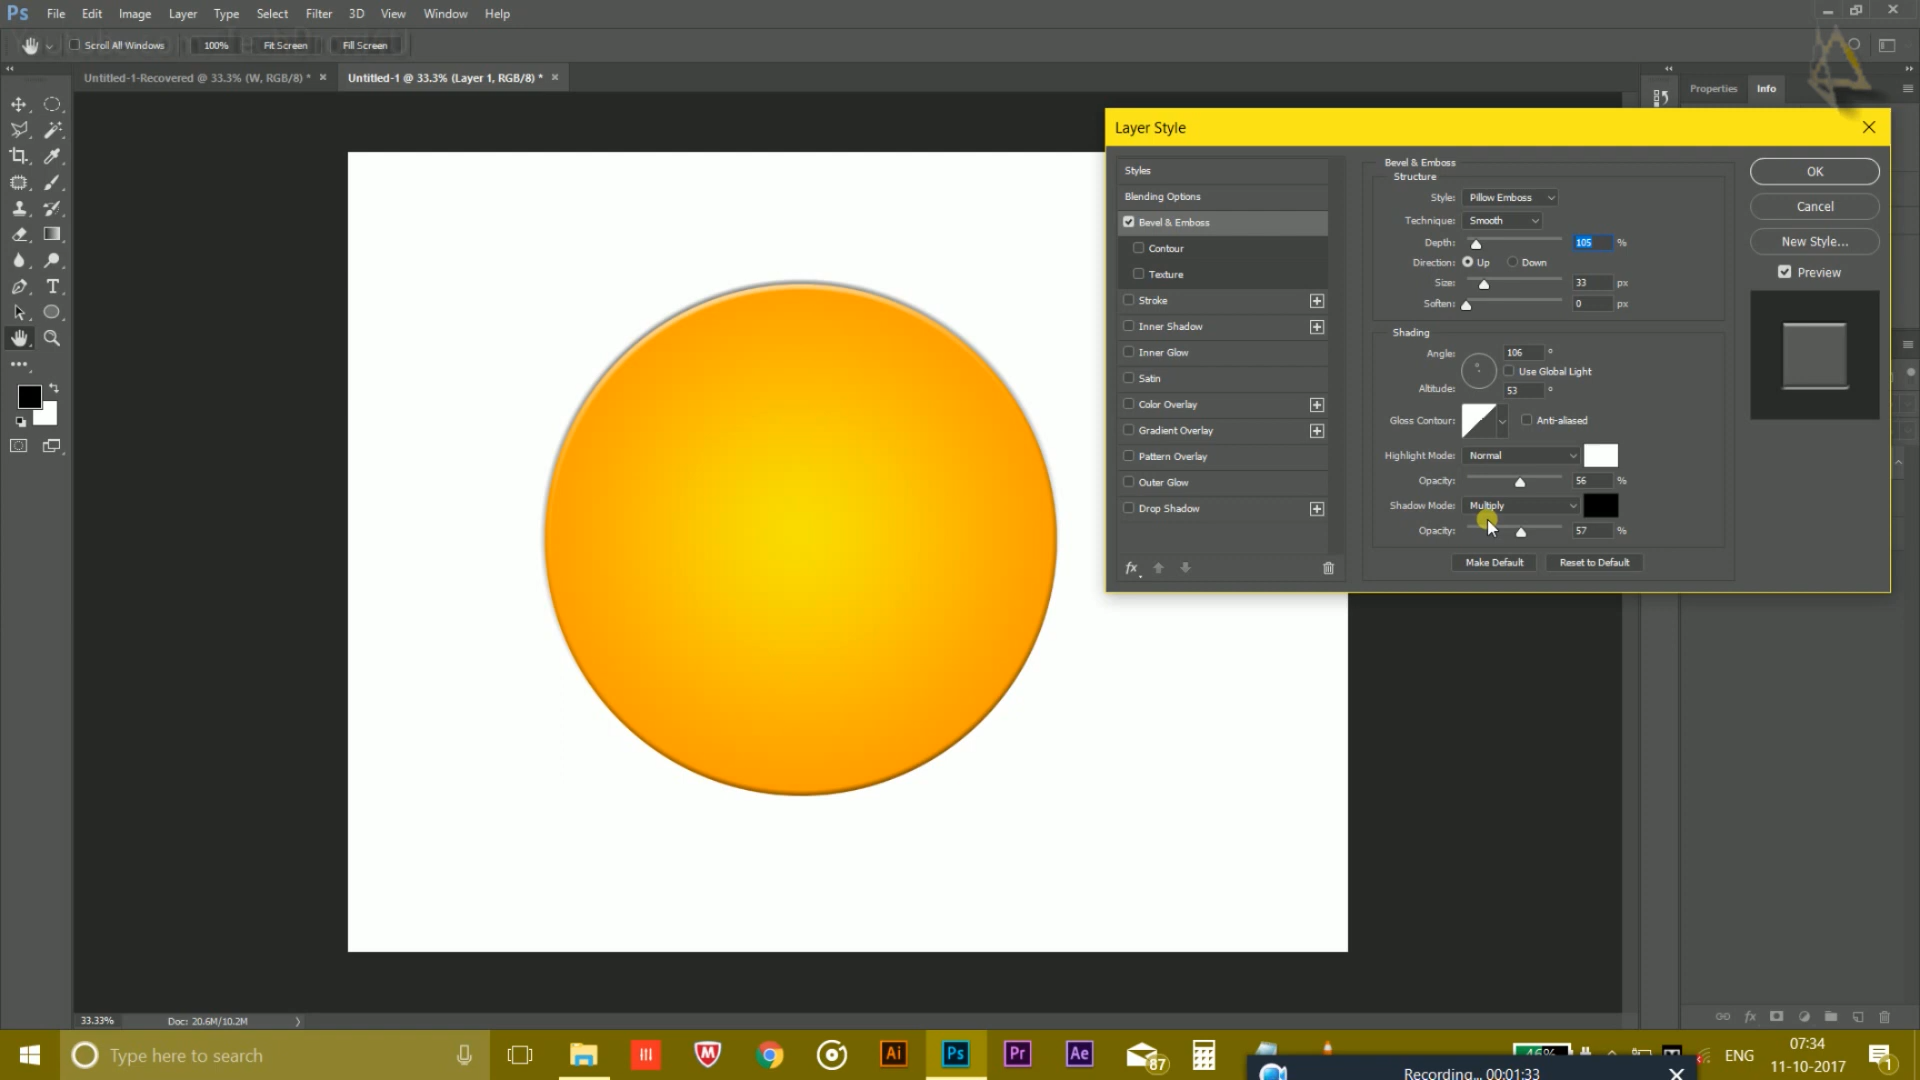 Ps File Edit Image Layer Type Select Filter 3D View Window Help
Scroll All Windows 100% Fit Screen Fill Screen
Untitled-1-Recovered @ 33.3% (W, RGB/8) * × Untitled-1 @ 33.3% (Layer 1, RGB/8) * ×
Properties Info
Layer Style
Styles
Blending Options
Bevel & Emboss
Contour
Texture
Stroke
Inner Shadow
Inner Glow
Satin
Color Overlay
Gradient Overlay
Pattern Overlay
Outer Glow
Drop Shadow
fx
Bevel & Emboss
Structure
Style: Pillow Emboss
Technique: Smooth
Depth: 105 %
Direction: Up Down
Size: 33 px
Soften: 0 px
Shading
Angle: 106 °
Use Global Light
Altitude: 53 °
Gloss Contour: Anti-aliased
Highlight Mode: Normal
Opacity: 56 %
Shadow Mode: Multiply
Opacity: 57 %
Make Default Reset to Default
OK
Cancel
New Style...
Preview
33.33% Doc: 20.6M/10.2M
fx
Type here to search
Ai Ps Pr Ae 87
46%
ENG
07:34
11-10-2017
1
Recording... 00:01:33